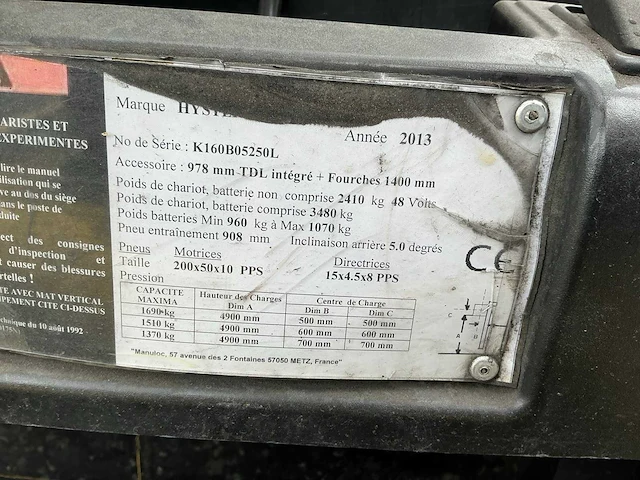 ARISTES ET
EXPERIMENTES
lire le manuel
ilisation qui se
ve au dos du siège
dans le poste de
duite
ect des consignes
d'inspection et
t causer des blessures
rtelles !
TE AVEC MAT VERTICAL
IPEMENT CITE CI-DESSUS
chnique du 10 août 1992
Marque HYSTE
Année 2013
No de Série : K160B05250L
Accessoire : 978 mm TDL intégré + Fourches 1400 mm
Poids de chariot, batterie non comprise 2410 kg 48 Volts
Poids de chariot, batterie comprise 3480 kg
Poids batteries Min 960 kg à Max 1070 kg
Pneu entraînement 908 mm Inclinaison arrière 5.0 degrés
Pneus Motrices Directrices
Taille 200x50x10 PPS 15x4.5x8 PPS
Pression
CAPACITE MAXIMA Hauteur des Charges Dim A Centre de Charge Dim B Dim C
1690 kg 4900 mm 500 mm 500 mm
1510 kg 4900 mm 600 mm 600 mm
1370 kg 4900 mm 700 mm 700 mm
"Manuloc, 57 avenue des 2 Fontaines 57050 METZ, France"
CE
C
A
B